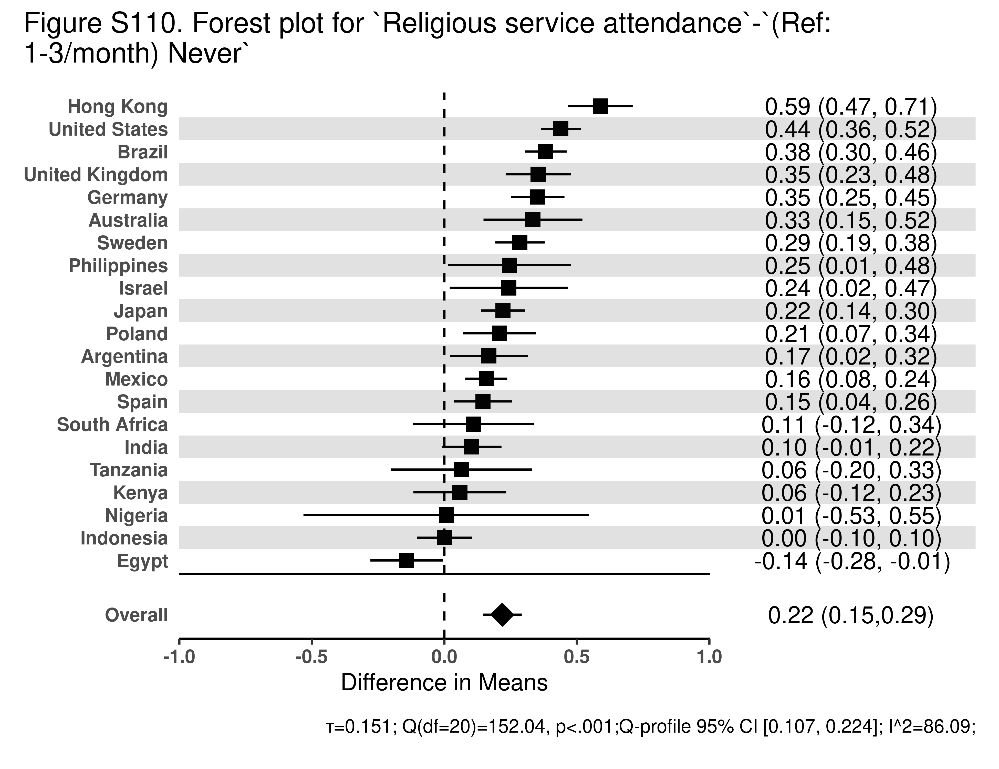 Figure S110. Forest plot for `Religious service attendance`-`(Ref:
1-3/month) Never`
Hong Kong 0.59 (0.47, 0.71)
United States 0.44 (0.36, 0.52)
Brazil 0.38 (0.30, 0.46)
United Kingdom 0.35 (0.23, 0.48)
Germany 0.35 (0.25, 0.45)
Australia 0.33 (0.15, 0.52)
Sweden 0.29 (0.19, 0.38)
Philippines 0.25 (0.01, 0.48)
Israel 0.24 (0.02, 0.47)
Japan 0.22 (0.14, 0.30)
Poland 0.21 (0.07, 0.34)
Argentina 0.17 (0.02, 0.32)
Mexico 0.16 (0.08, 0.24)
Spain 0.15 (0.04, 0.26)
South Africa 0.11 (-0.12, 0.34)
India 0.10 (-0.01, 0.22)
Tanzania 0.06 (-0.20, 0.33)
Kenya 0.06 (-0.12, 0.23)
Nigeria 0.01 (-0.53, 0.55)
Indonesia 0.00 (-0.10, 0.10)
Egypt -0.14 (-0.28, -0.01)
Overall 0.22 (0.15,0.29)
-1.0 -0.5 0.0 0.5 1.0
Difference in Means
τ=0.151; Q(df=20)=152.04, p<.001;Q-profile 95% CI [0.107, 0.224]; I^2=86.09;